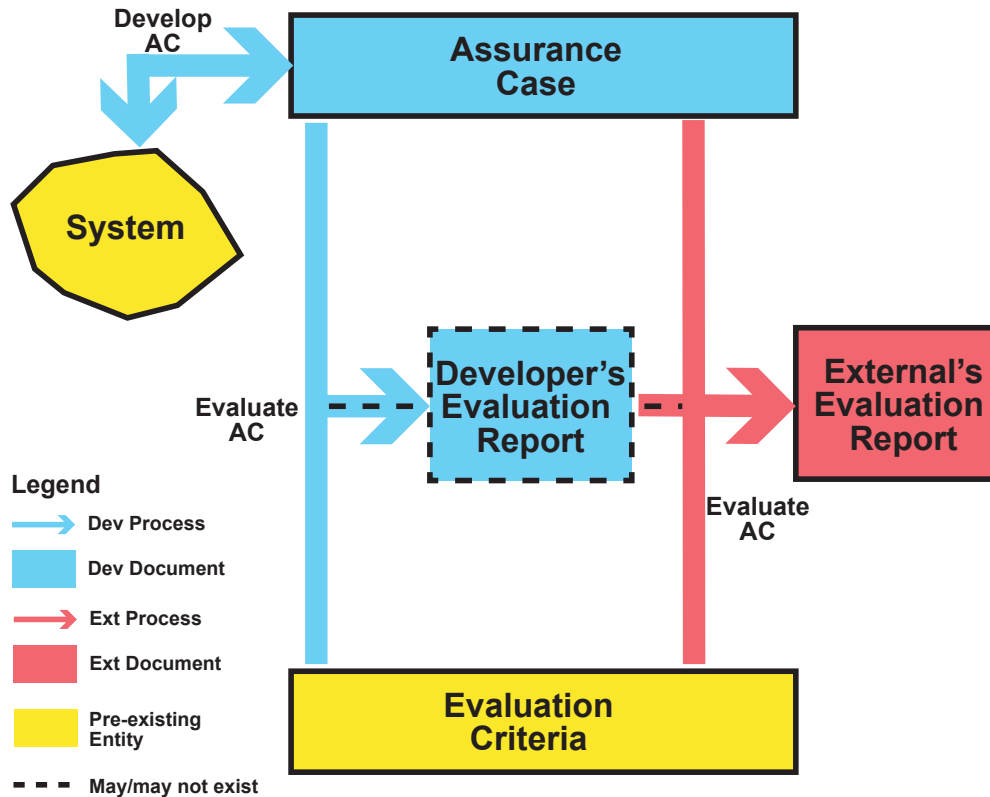 Develop
AC
Assurance
Case
System
Developer's
Evaluation
Report
External's
Evaluation
Report
Evaluate
AC
Evaluate
AC
Legend
Dev Process
Dev Document
Ext Process
Ext Document
Pre-existing
Entity
May/may not exist
Evaluation
Criteria